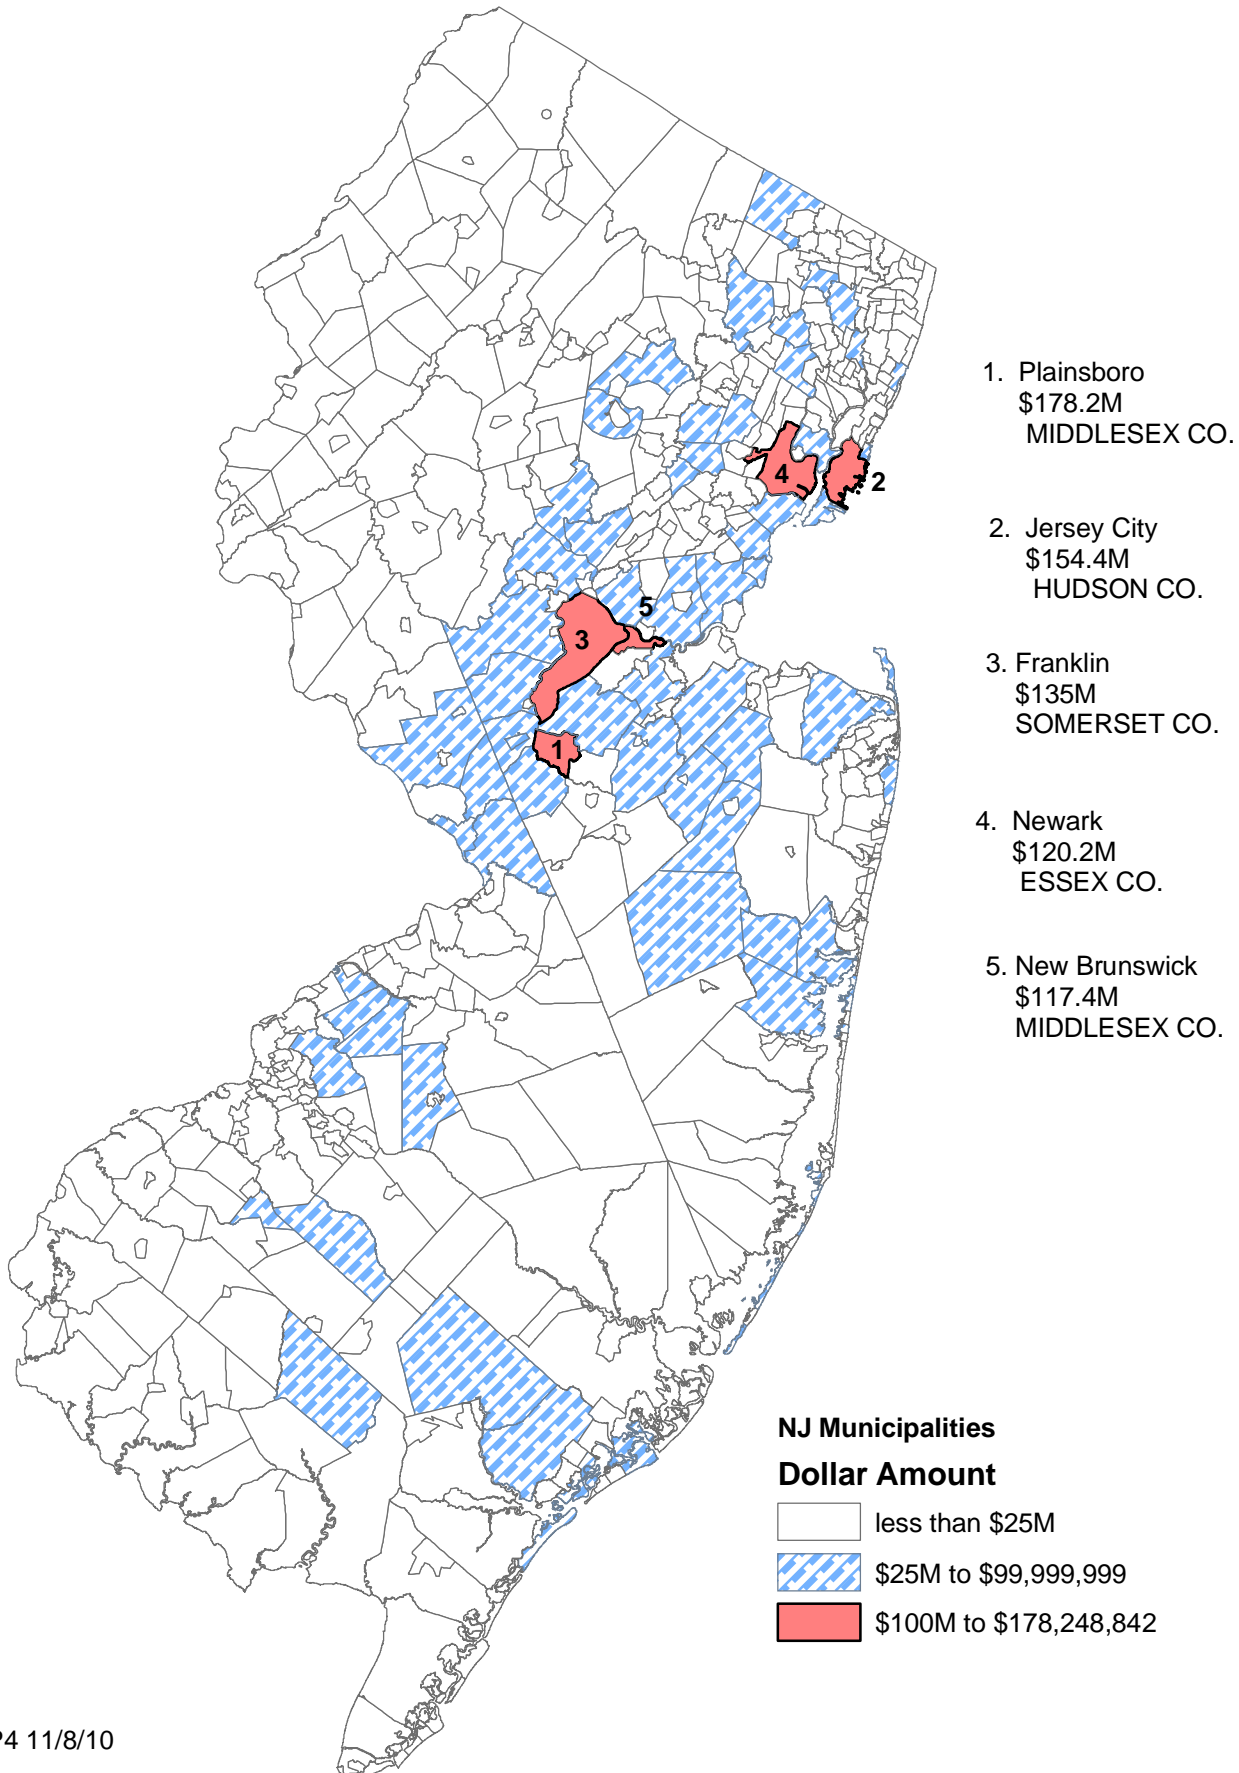 1. Plainsboro
$178.2M
MIDDLESEX CO.
2. Jersey City
$154.4M
HUDSON CO.
3. Franklin
$135M
SOMERSET CO.
4. Newark
$120.2M
ESSEX CO.
5. New Brunswick
$117.4M
MIDDLESEX CO.
4
2
5
3
1
NJ Municipalities
Dollar Amount
less than $25M
$25M to $99,999,999
$100M to $178,248,842
4 11/8/10